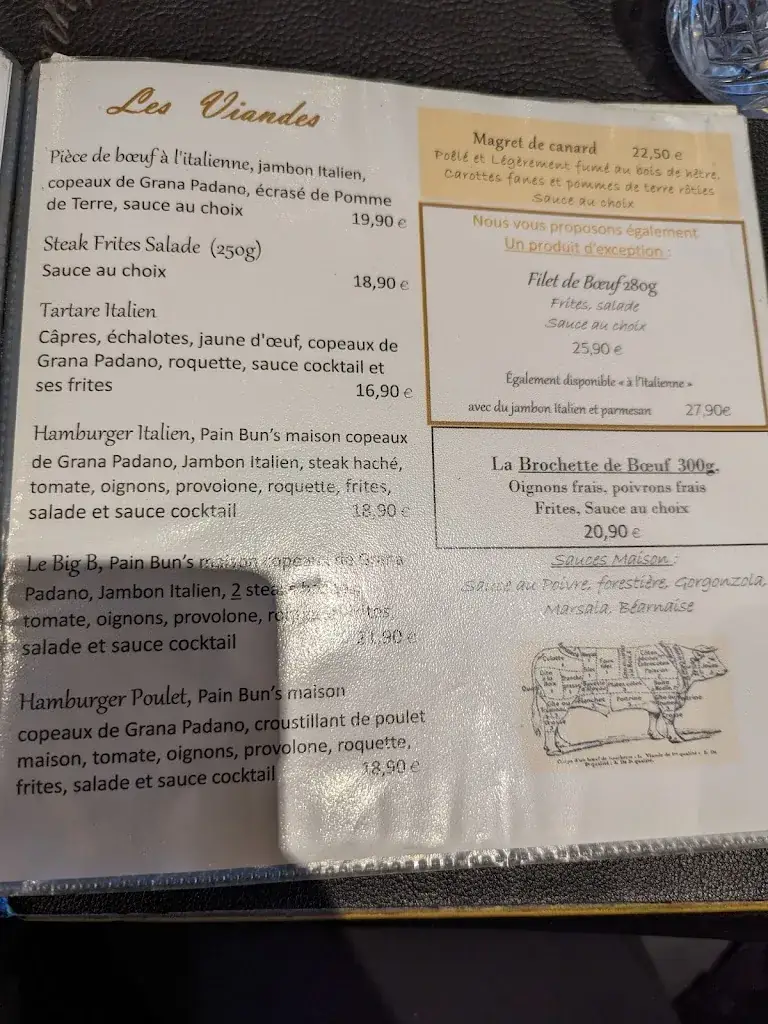 Les Viandes
Pièce de bœuf à l'italienne, jambon Italien,
copeaux de Grana Padano, écrasé de Pomme
de Terre, sauce au choix
19,90 €
Steak Frites Salade (250g)
Sauce au choix
18,90 €
Tartare Italien
Câpres, échalotes, jaune d'œuf, copeaux de
Grana Padano, roquette, sauce cocktail et
ses frites
16,90 €
Hamburger Italien, Pain Bun's maison copeaux
de Grana Padano, Jambon Italien, steak haché,
tomate, oignons, provolone, roquette, frites,
salade et sauce cocktail
18,90 €
Le Big B, Pain Bun's maison copeaux de Grana
Padano, Jambon Italien, 2
tomate, oignons, provolone, frites,
salade et sauce cocktail
21,90 €
Hamburger Poulet, Pain Bun's maison
copeaux de Grana Padano, croustillant de poulet
maison, tomate, oignons, provolone, roquette,
frites, salade et sauce cocktail
18,90 €
Magret de canard 22,50 €
Poêlé et Légèrement fumé au bois de hêtre.
Carottes fanes et pommes de terre rôties
Sauce au choix
Nous vous proposons également
Un produit d'exception :
Filet de Bœuf 280g
Frites, salade
Sauce au choix
25,90 €
Également disponible « à l'Italienne »
avec du jambon Italien et parmesan 27,90€
La Brochette de Bœuf 300g.
Oignons frais, poivrons frais
Frites, Sauce au choix
20,90 €
Sauces Maison :
Sauce au Poivre, forestière, Gorgonzola,
Marsala, Béarnaise